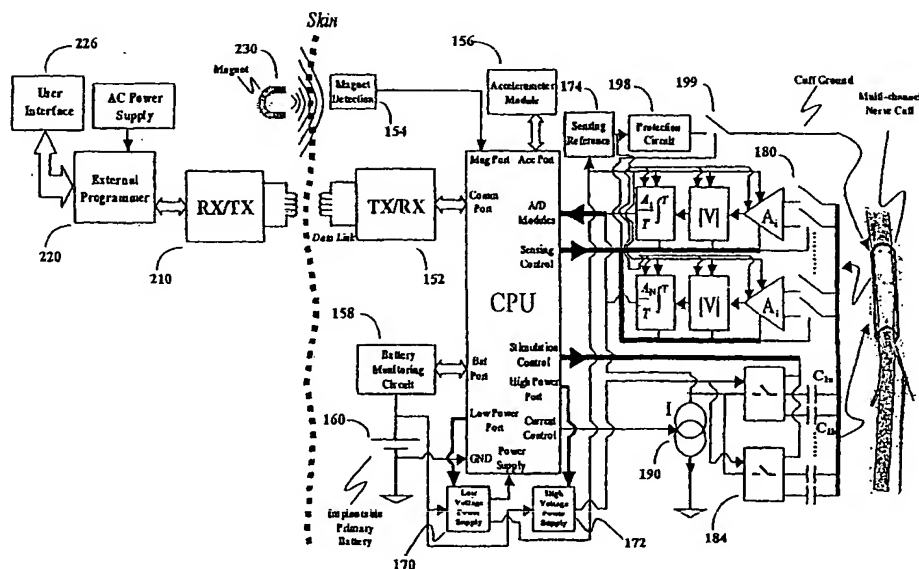 Skin
226
230
Magnet
156
174
198
199
Cuff Ground
Multi-channel
Nerve Cuff
User
Interface
AC Power
Supply
Magnet
Detection
154
Accelerometer
Module
Sensing
Reference
Protection
Circuit
180
External
Programmer
220
RX/TX
210
Data Link
TX/RX
152
Mag Port
Acc Port
Comm
Port
A/D
Modules
Sensing
Control
CPU
A_i/T ∫^T
|V|
A_i
A_N/T ∫^T
|V|
A_i
158
Battery
Monitoring
Circuit
Bat
Port
Stimulation
Control
High Power
Port
Low Power
Port
Current
Control
GND
Power
Supply
160
Implantable
Primary
Battery
Low
Voltage
Power
Supply
170
High
Voltage
Power
Supply
172
I
190
184